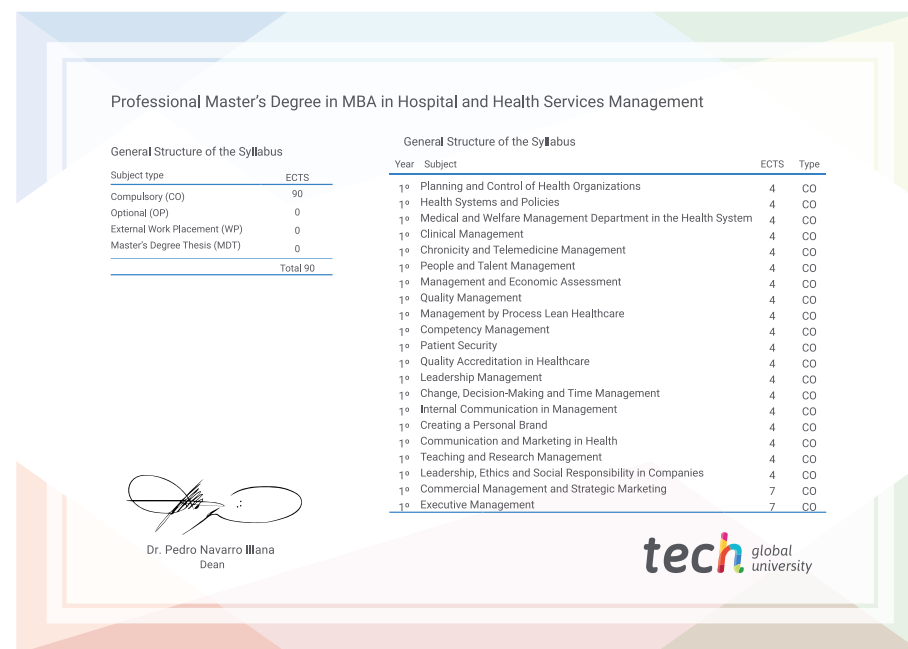 Professional Master's Degree in MBA in Hospital and Health Services Management
General Structure of the Syllabus
Subject type ECTS
Compulsory (CO) 90
Optional (OP) 0
External Work Placement (WP) 0
Master's Degree Thesis (MDT) 0
Total 90
General Structure of the Syllabus
Year Subject ECTS Type
1º Planning and Control of Health Organizations 4 CO
1º Health Systems and Policies 4 CO
1º Medical and Welfare Management Department in the Health System 4 CO
1º Clinical Management 4 CO
1º Chronicity and Telemedicine Management 4 CO
1º People and Talent Management 4 CO
1º Management and Economic Assessment 4 CO
1º Quality Management 4 CO
1º Management by Process Lean Healthcare 4 CO
1º Competency Management 4 CO
1º Patient Security 4 CO
1º Quality Accreditation in Healthcare 4 CO
1º Leadership Management 4 CO
1º Change, Decision-Making and Time Management 4 CO
1º Internal Communication in Management 4 CO
1º Creating a Personal Brand 4 CO
1º Communication and Marketing in Health 4 CO
1º Teaching and Research Management 4 CO
1º Leadership, Ethics and Social Responsibility in Companies 4 CO
1º Commercial Management and Strategic Marketing 7 CO
1º Executive Management 7 CO
Dr. Pedro Navarro Illana
Dean
tech global
university